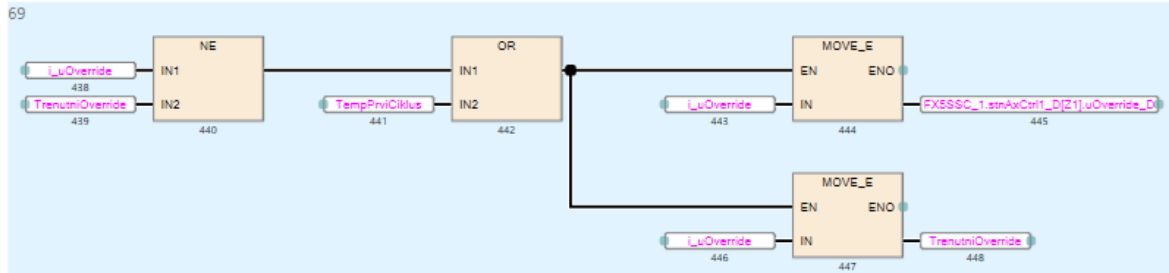 69
NE
i_uOverride
IN1
438
TrenutniOverride
IN2
439
440
OR
IN1
TempPrviCiklus
IN2
441
442
MOVE_E
EN ENO
i_uOverride
IN
FX5SSC_1.stnAxCtrl1_D[Z1].uOverride_D
443
444
445
MOVE_E
EN ENO
i_uOverride
IN
TrenutniOverride
446
447
448